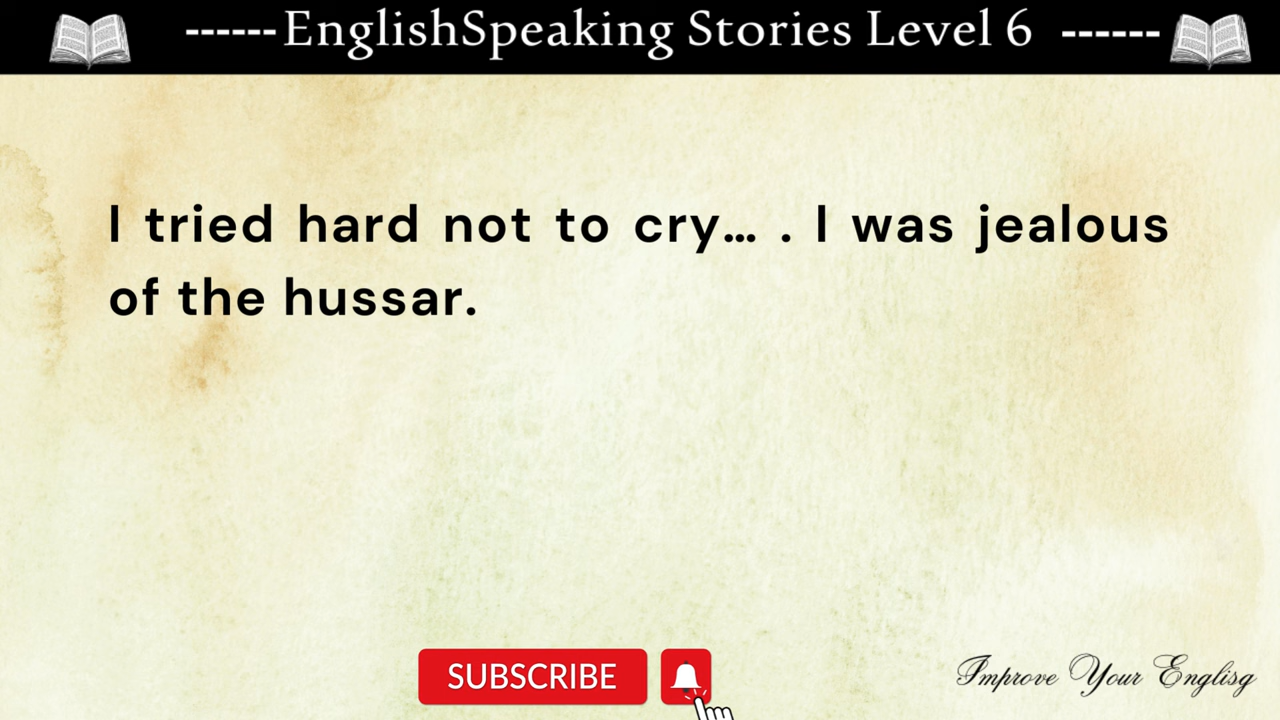 ------EnglishSpeaking Stories Level 6 ------
I tried hard not to cry… . I was jealous
of the hussar.
SUBSCRIBE
Improve Your Englisg